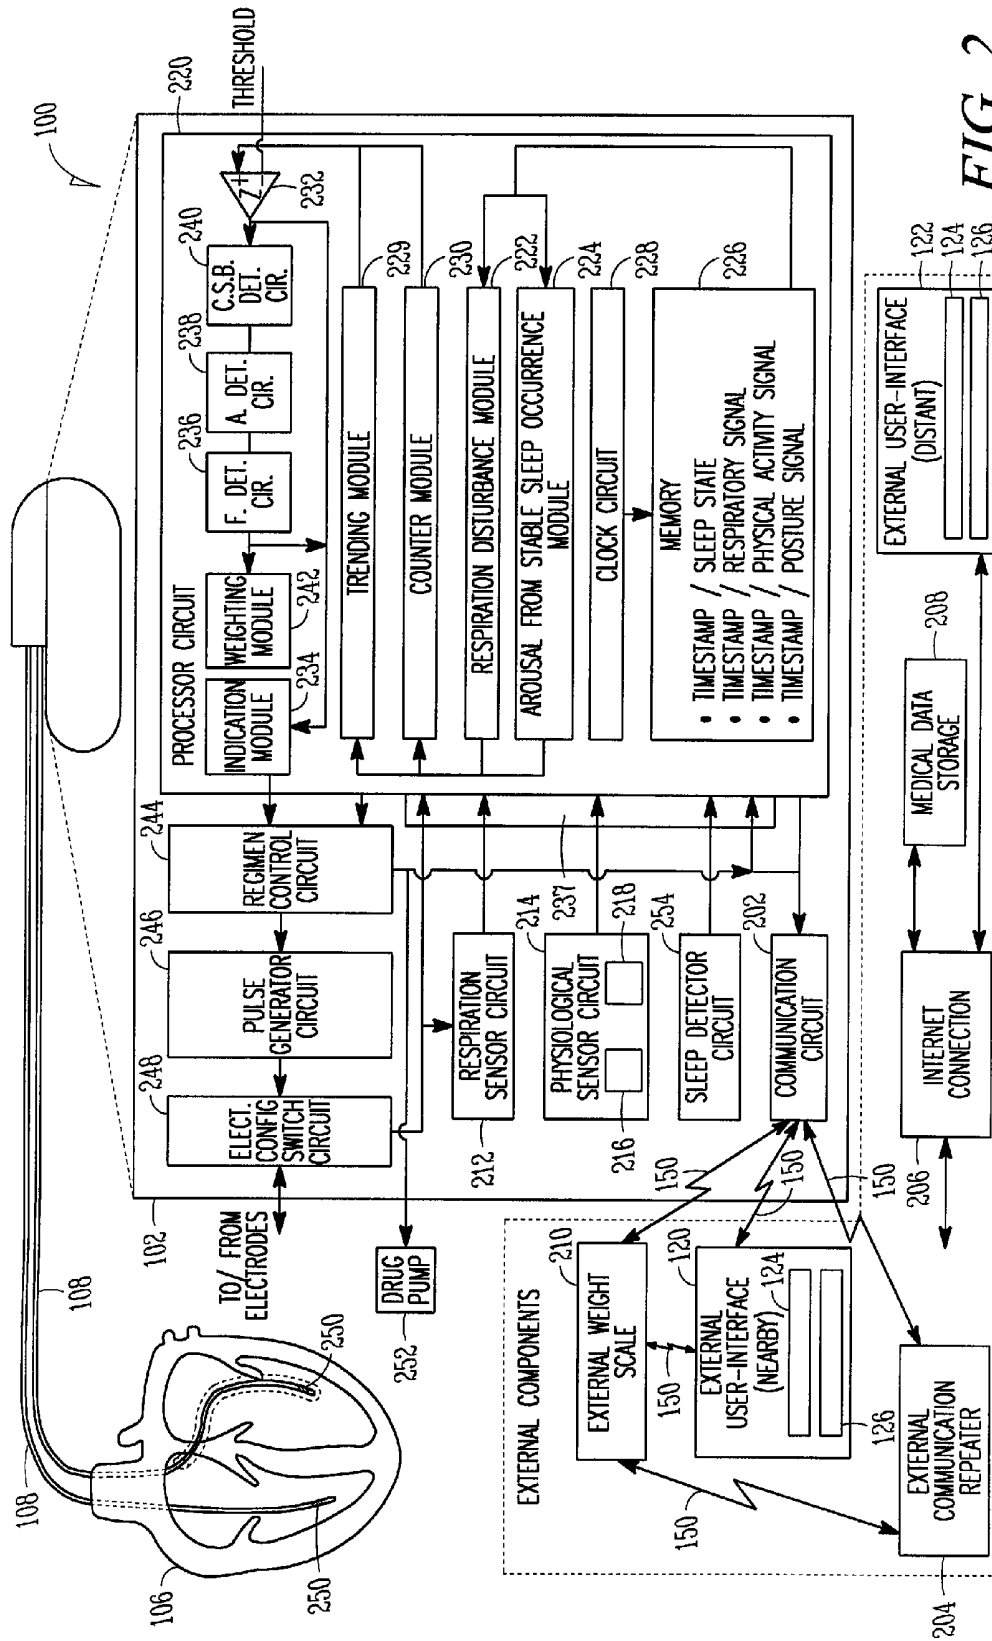 100
220
THRESHOLD
PROCESSOR CIRCUIT
INDICATION
MODULE
234
WEIGHTING
MODULE
242
F. DET.
CIR.
236
A. DET.
CIR.
238
C.S.B.
DET.
CIR.
240
232
TRENDING MODULE
229
COUNTER MODULE
230
RESPIRATION DISTURBANCE MODULE
222
AROUSAL FROM STABLE SLEEP OCCURRENCE
MODULE
224
CLOCK CIRCUIT
228
MEMORY
226
• TIMESTAMP / SLEEP STATE
• TIMESTAMP / RESPIRATORY SIGNAL
• TIMESTAMP / PHYSICAL ACTIVITY SIGNAL
• TIMESTAMP / POSTURE SIGNAL
244
REGIMEN
CONTROL
CIRCUIT
246
PULSE
GENERATOR
CIRCUIT
248
ELECT.
CONFIG
SWITCH
CIRCUIT
102
TO/ FROM
ELECTRODES
DRUG
PUMP
252
237
RESPIRATION
SENSOR CIRCUIT
212
214
PHYSIOLOGICAL
SENSOR CIRCUIT
216
218
SLEEP DETECTOR
CIRCUIT
254
COMMUNICATION
CIRCUIT
202
108
108
106
250
250
EXTERNAL COMPONENTS
EXTERNAL WEIGHT
SCALE
210
EXTERNAL
USER-INTERFACE
(NEARBY)
120
124
126
150
150
150
150
150
EXTERNAL
COMMUNICATION
REPEATER
204
INTERNET
CONNECTION
206
MEDICAL DATA
STORAGE
208
EXTERNAL USER-INTERFACE
(DISTANT)
122
124
126
FIG. 2